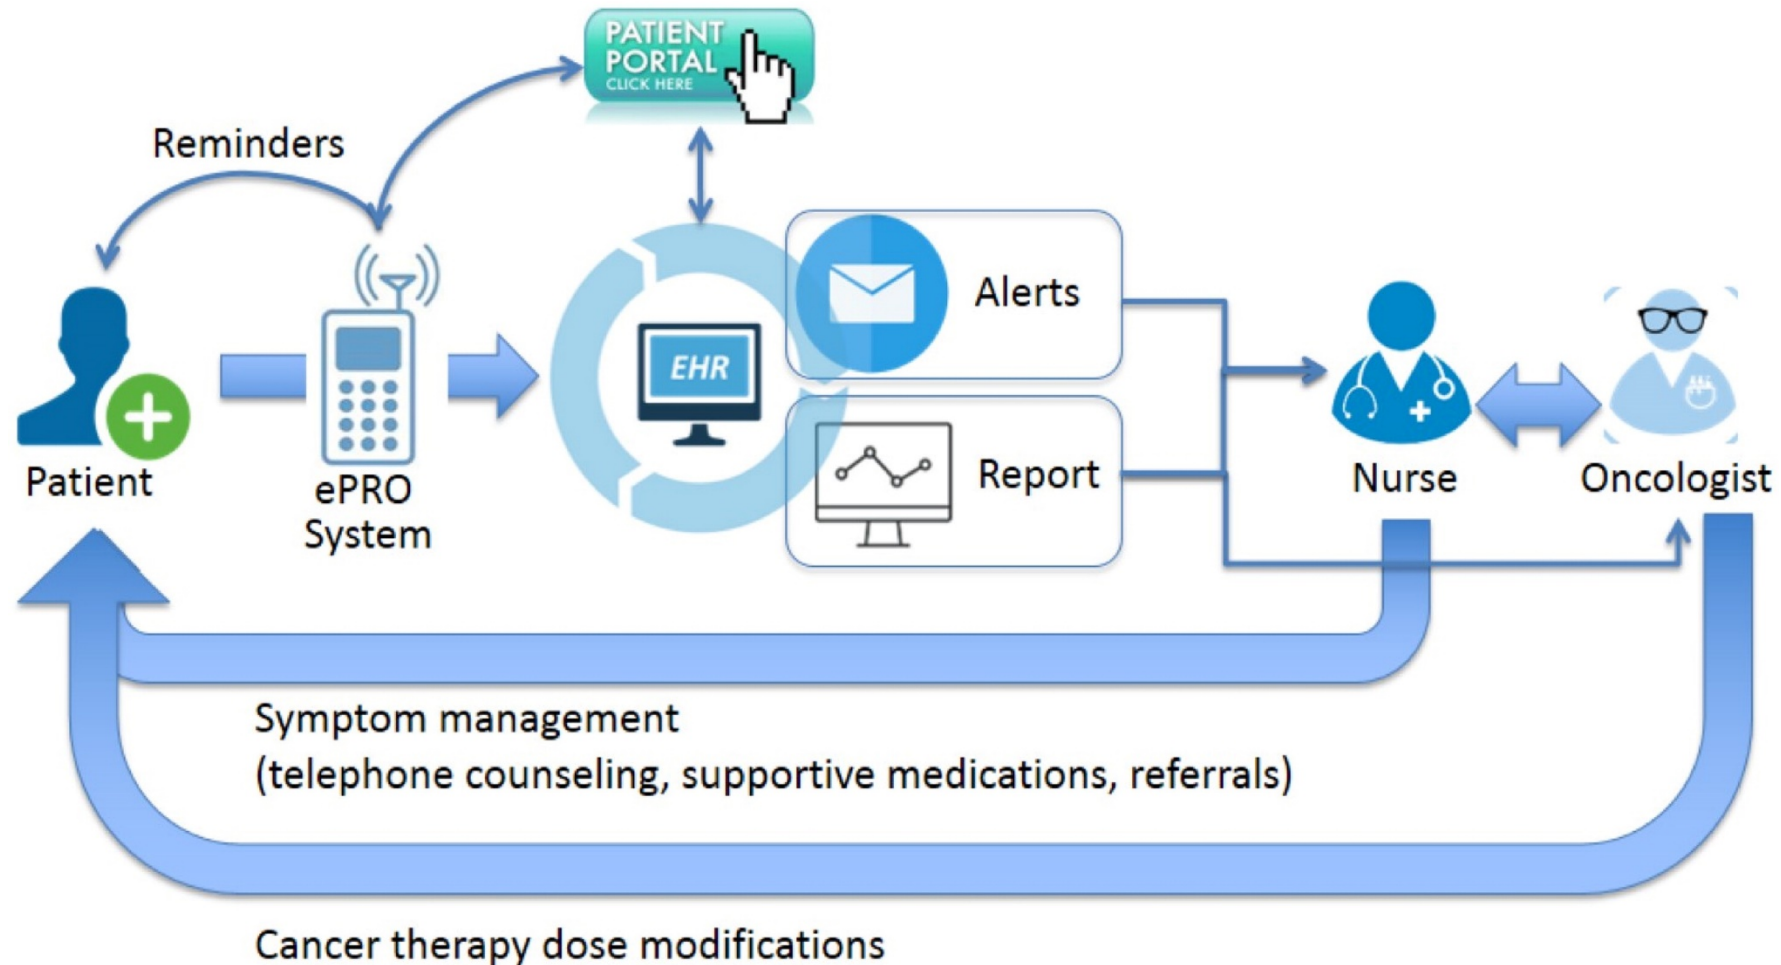 PATIENT
PORTAL
CLICK HERE
Reminders
EHR
Alerts
Report
Patient
ePRO
System
Nurse
Oncologist
Symptom management
(telephone counseling, supportive medications, referrals)
Cancer therapy dose modifications